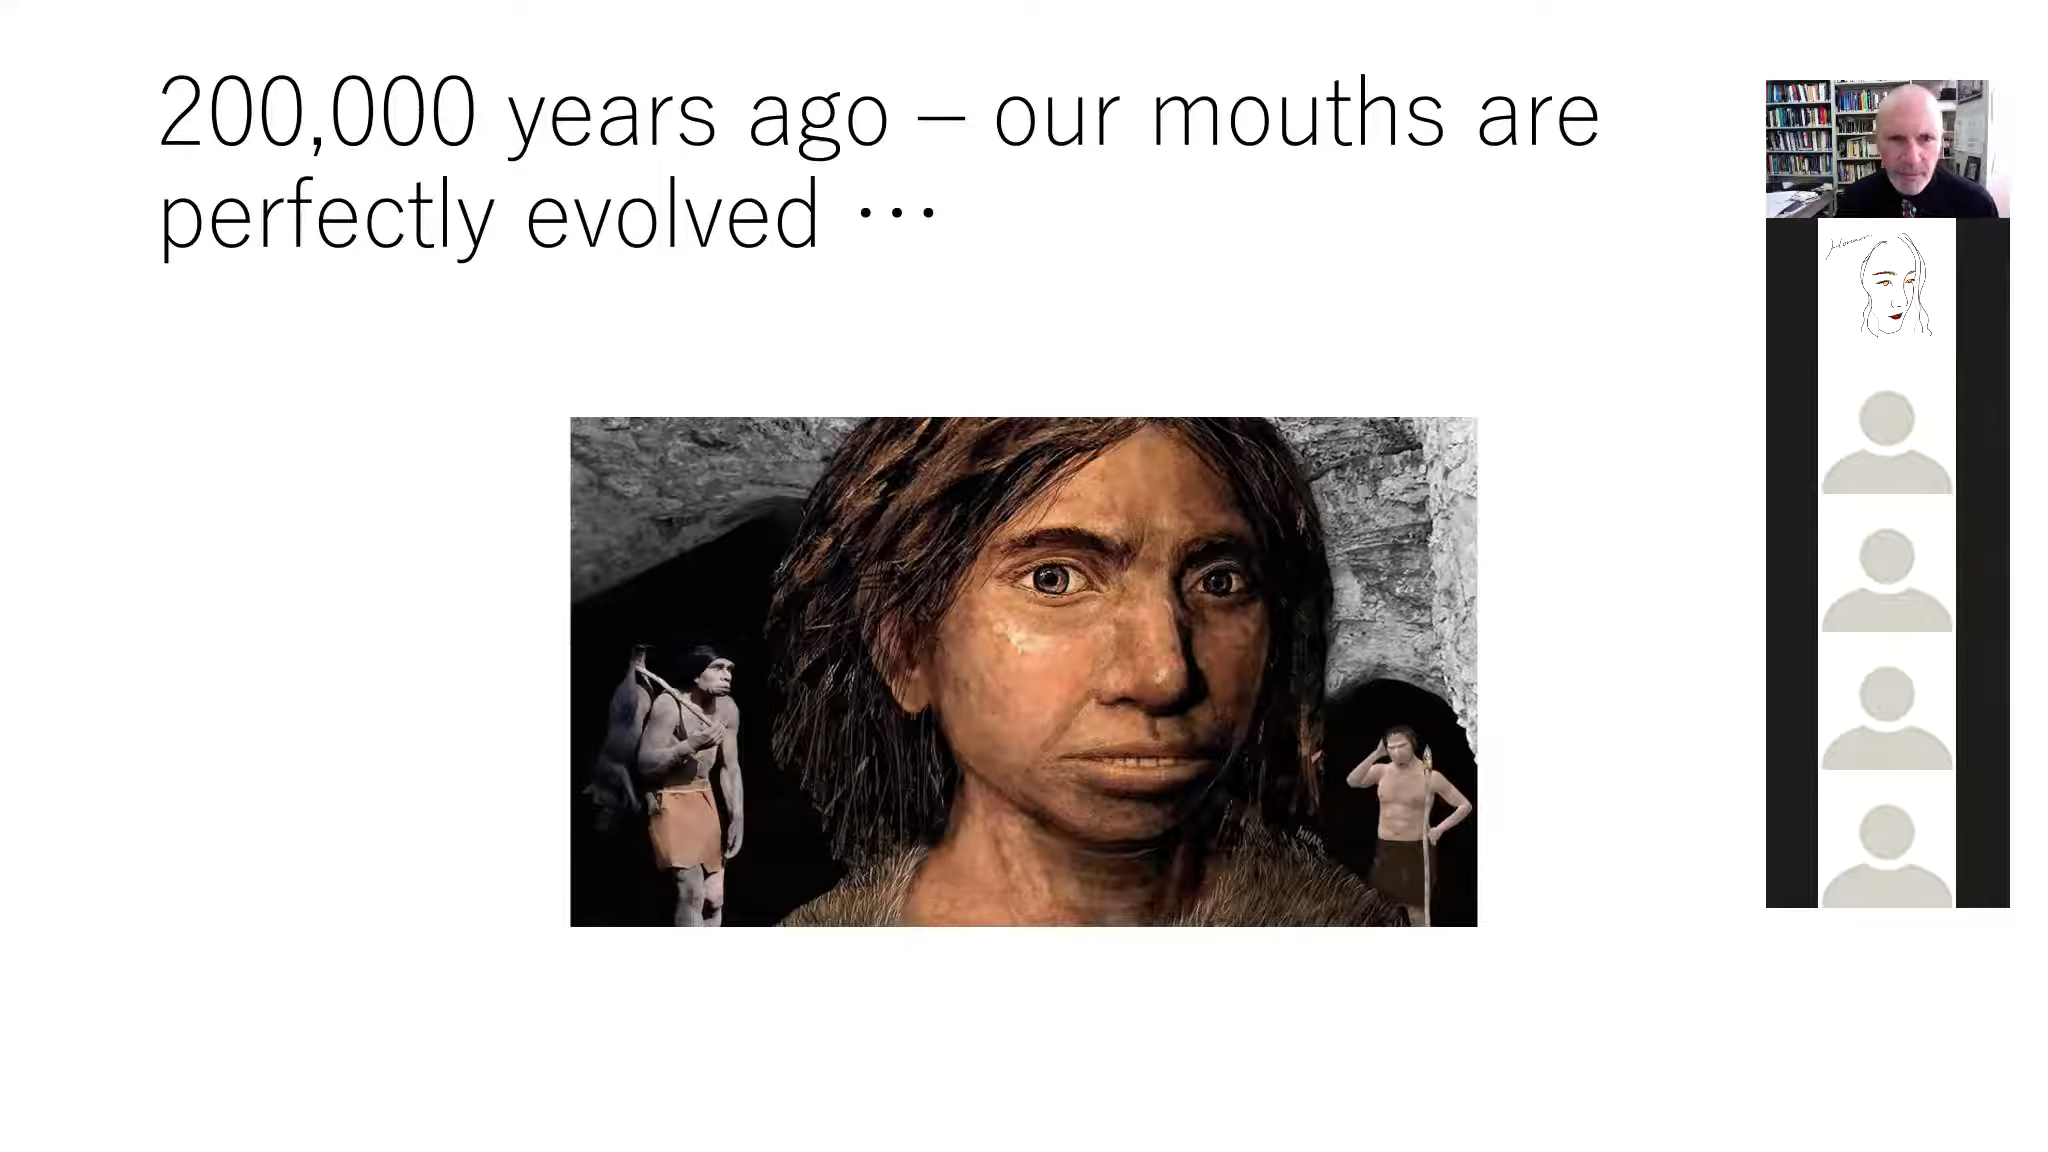 200,000 years ago – our mouths are
perfectly evolved …